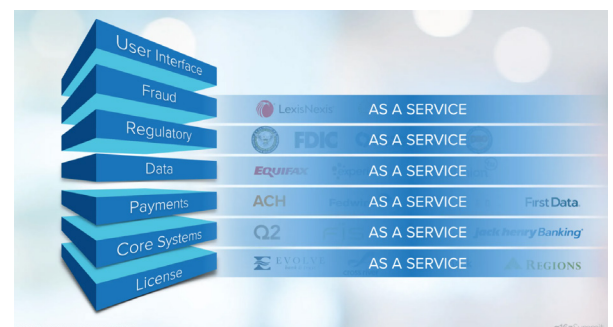 User Interface
Fraud
LexisNexis AS A SERVICE
Regulatory
FDIC AS A SERVICE
Data
EQUIFAX AS A SERVICE
Payments
ACH AS A SERVICE First Data.
Core Systems
Q2 AS A SERVICE jack henry Banking
License
EVOLVE AS A SERVICE REGIONS